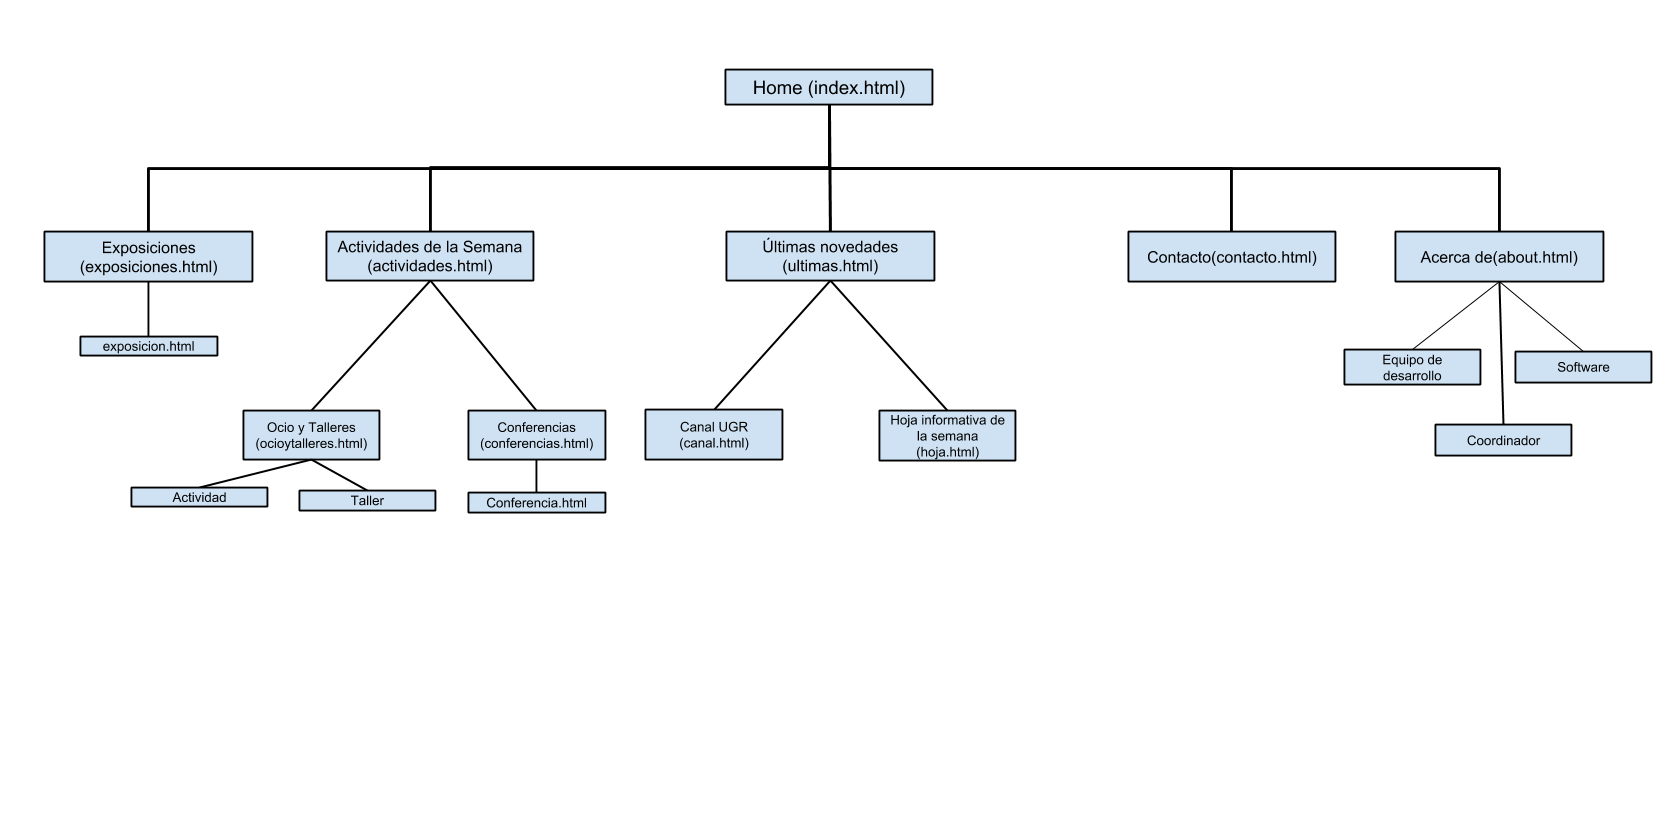 Home (index.html)
Exposiciones
(exposiciones.html)
Actividades de la Semana
(actividades.html)
Últimas novedades
(ultimas.html)
Contacto(contacto.html)
Acerca de(about.html)
exposicion.html
Equipo de
desarrollo
Software
Ocio y Talleres
(ocioytalleres.html)
Conferencias
(conferencias.html)
Canal UGR
(canal.html)
Hoja informativa de
la semana
(hoja.html)
Coordinador
Actividad
Taller
Conferencia.html